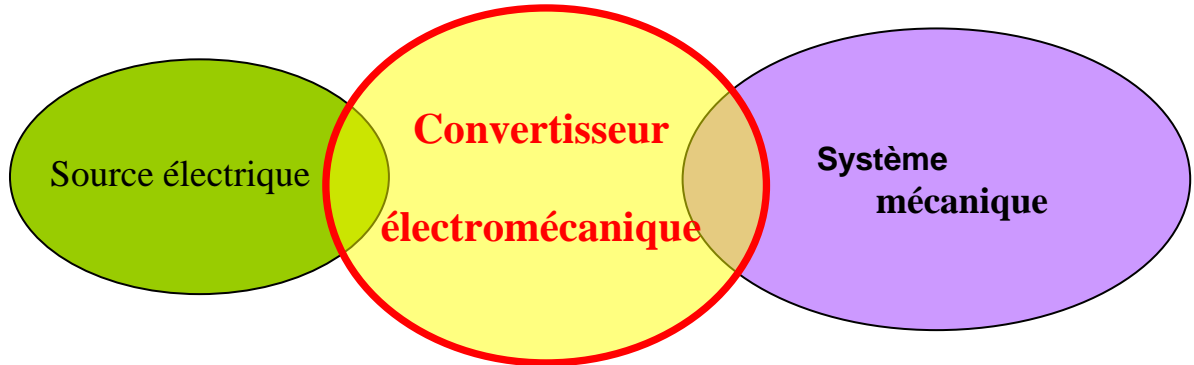 Source électrique
Convertisseur
électromécanique
Système
mécanique